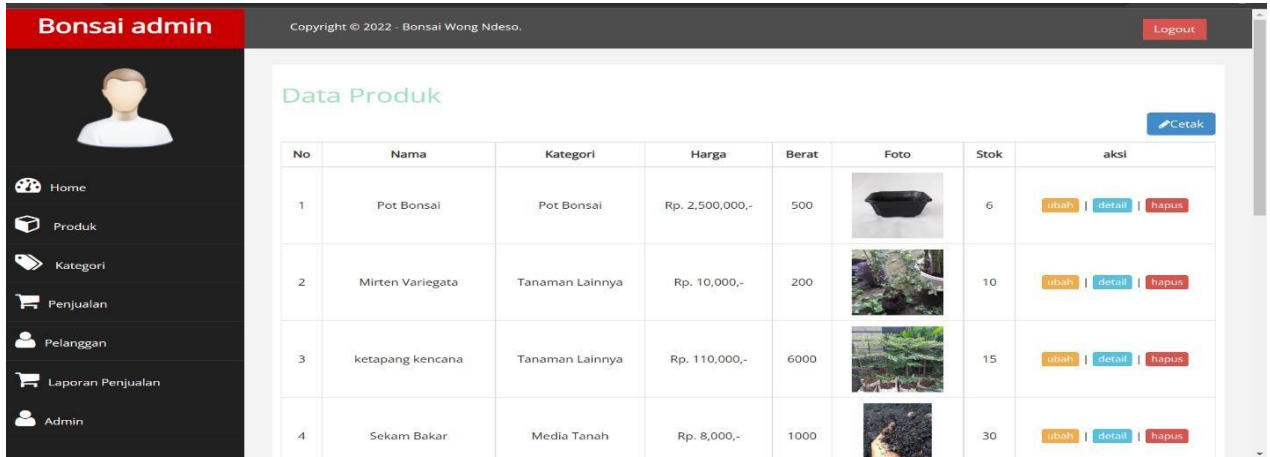 Bonsai admin
Copyright © 2022 - Bonsai Wong Ndeso.
Logout
Home
Produk
Kategori
Penjualan
Pelanggan
Laporan Penjualan
Admin
Data Produk
Cetak
No Nama Kategori Harga Berat Foto Stok aksi
1 Pot Bonsai Pot Bonsai Rp. 2,500,000,- 500 6 ubah | detail | hapus
2 Mirten Variegata Tanaman Lainnya Rp. 10,000,- 200 10 ubah | detail | hapus
3 ketapang kencana Tanaman Lainnya Rp. 110,000,- 6000 15 ubah | detail | hapus
4 Sekam Bakar Media Tanah Rp. 8,000,- 1000 30 ubah | detail | hapus